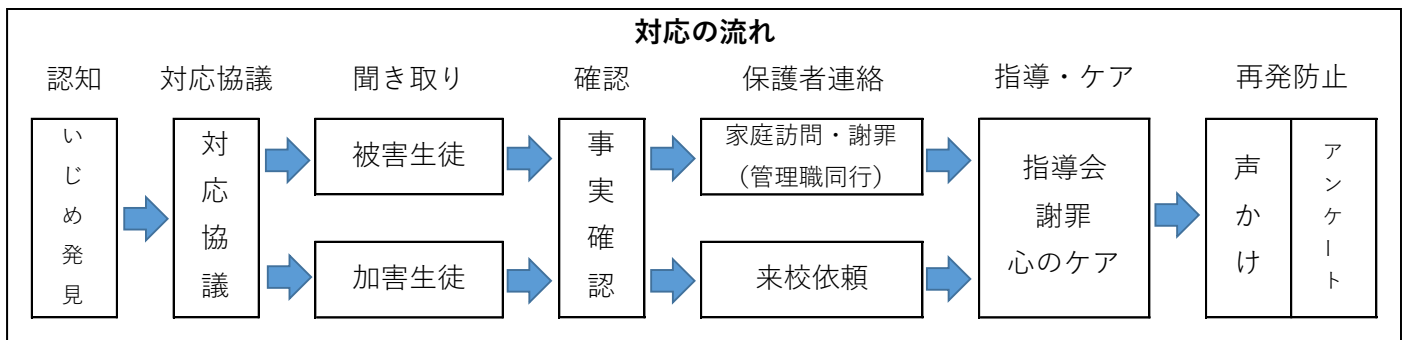 対応の流れ
認知
対応協議
聞き取り
確認
保護者連絡
指導・ケア
再発防止
いじめ発見
対応協議
被害生徒
加害生徒
事実確認
家庭訪問・謝罪
（管理職同行）
来校依頼
指導会
謝罪
心のケア
声かけ
アンケート